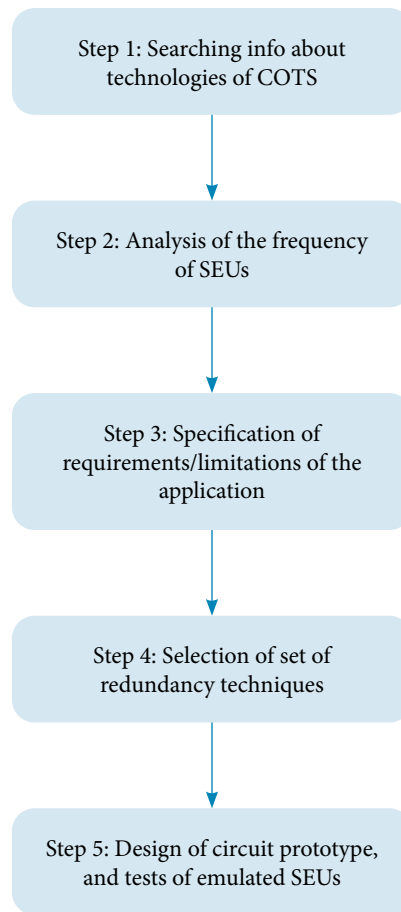 Step 1: Searching info about
technologies of COTS
Step 2: Analysis of the frequency
of SEUs
Step 3: Specification of
requirements/limitations of the
application
Step 4: Selection of set of
redundancy techniques
Step 5: Design of circuit prototype,
and tests of emulated SEUs